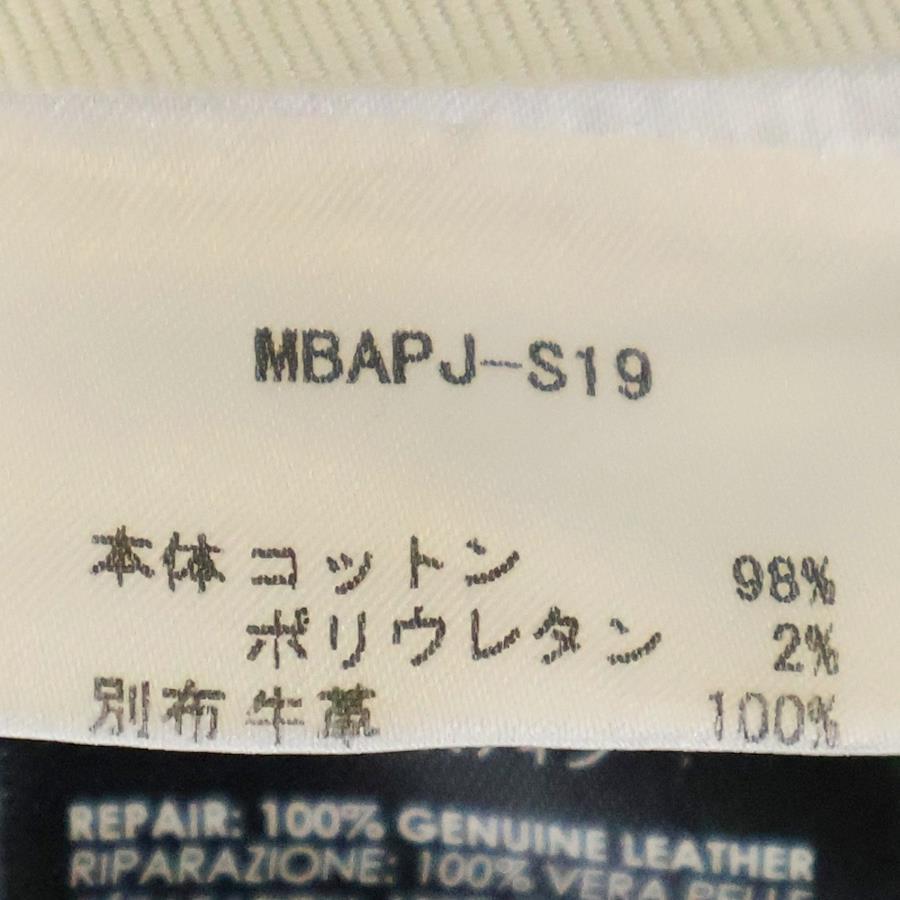 MBAPJ-S19
本体 コットン 98%
ポリウレタン 2%
別布 牛革 100%
REPAIR: 100% GENUINE LEATHER
RIPARAZIONE: 100% VERA PELLE